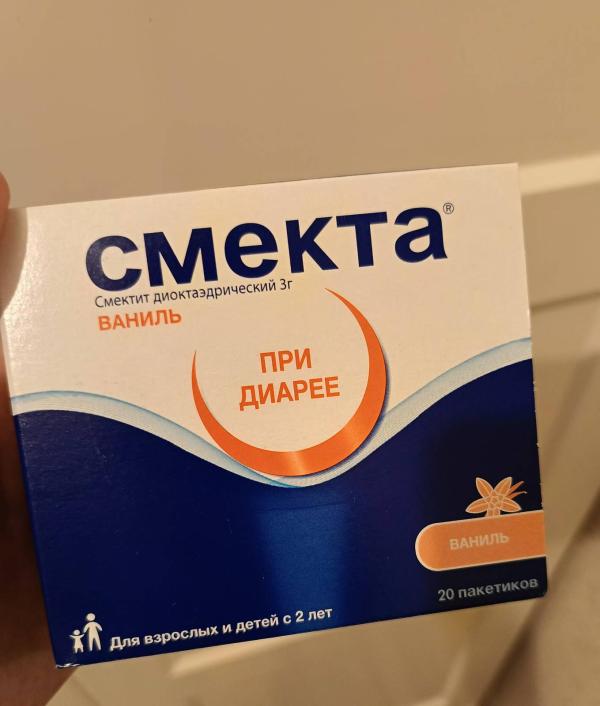 смекта®
Смектит диоктаэдрический 3г
ВАНИЛЬ
ПРИ
ДИАРЕЕ
ВАНИЛЬ
20 пакетиков
Для взрослых и детей с 2 лет